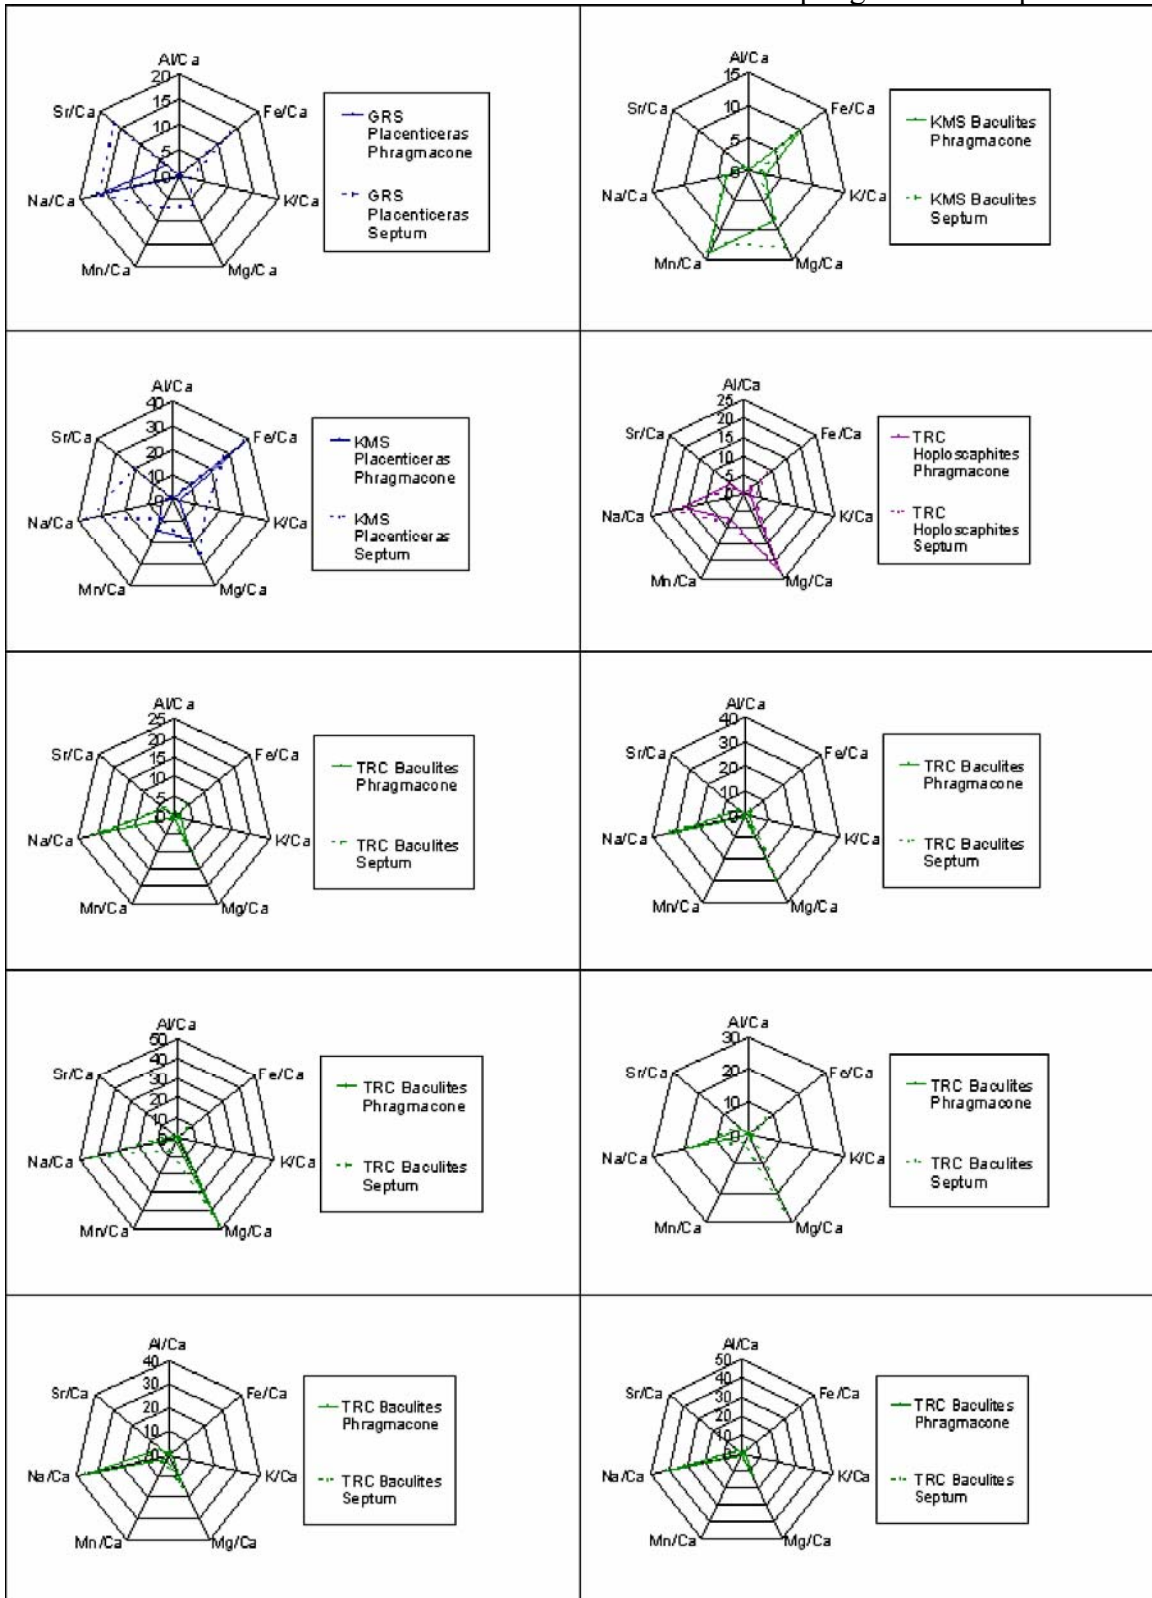 Al/Ca
20
15
10
5
0
Sr/Ca
Fe/Ca
Na/Ca
K/Ca
Mn/Ca
Mg/Ca
GRS
Placenticeras
Phragmacone
GRS
Placenticeras
Septum
Al/Ca
15
10
5
0
Sr/Ca
Fe/Ca
Na/Ca
K/Ca
Mn/Ca
Mg/Ca
KMS Baculites
Phragmacone
KMS Baculites
Septum
Al/Ca
40
30
20
10
0
Sr/Ca
Fe/Ca
Na/Ca
K/Ca
Mn/Ca
Mg/Ca
KMS
Placenticeras
Phragmacone
KMS
Placenticeras
Septum
Al/Ca
25
20
15
10
5
0
Sr/Ca
Fe/Ca
Na/Ca
K/Ca
Mn/Ca
Mg/Ca
TRC
Hoploscaphites
Phragmacone
TRC
Hoploscaphites
Septum
Al/Ca
25
20
15
10
5
0
Sr/Ca
Fe/Ca
Na/Ca
K/Ca
Mn/Ca
Mg/Ca
TRC Baculites
Phragmacone
TRC Baculites
Septum
Al/Ca
40
30
20
10
0
Sr/Ca
Fe/Ca
Na/Ca
K/Ca
Mn/Ca
Mg/Ca
TRC Baculites
Phragmacone
TRC Baculites
Septum
Al/Ca
50
40
30
20
10
0
Sr/Ca
Fe/Ca
Na/Ca
K/Ca
Mn/Ca
Mg/Ca
TRC Baculites
Phragmacone
TRC Baculites
Septum
Al/Ca
30
20
10
0
Sr/Ca
Fe/Ca
Na/Ca
K/Ca
Mn/Ca
Mg/Ca
TRC Baculites
Phragmacone
TRC Baculites
Septum
Al/Ca
40
30
20
10
0
Sr/Ca
Fe/Ca
Na/Ca
K/Ca
Mn/Ca
Mg/Ca
TRC Baculites
Phragmacone
TRC Baculites
Septum
Al/Ca
50
40
30
20
10
0
Sr/Ca
Fe/Ca
Na/Ca
K/Ca
Mn/Ca
Mg/Ca
TRC Baculites
Phragmacone
TRC Baculites
Septum